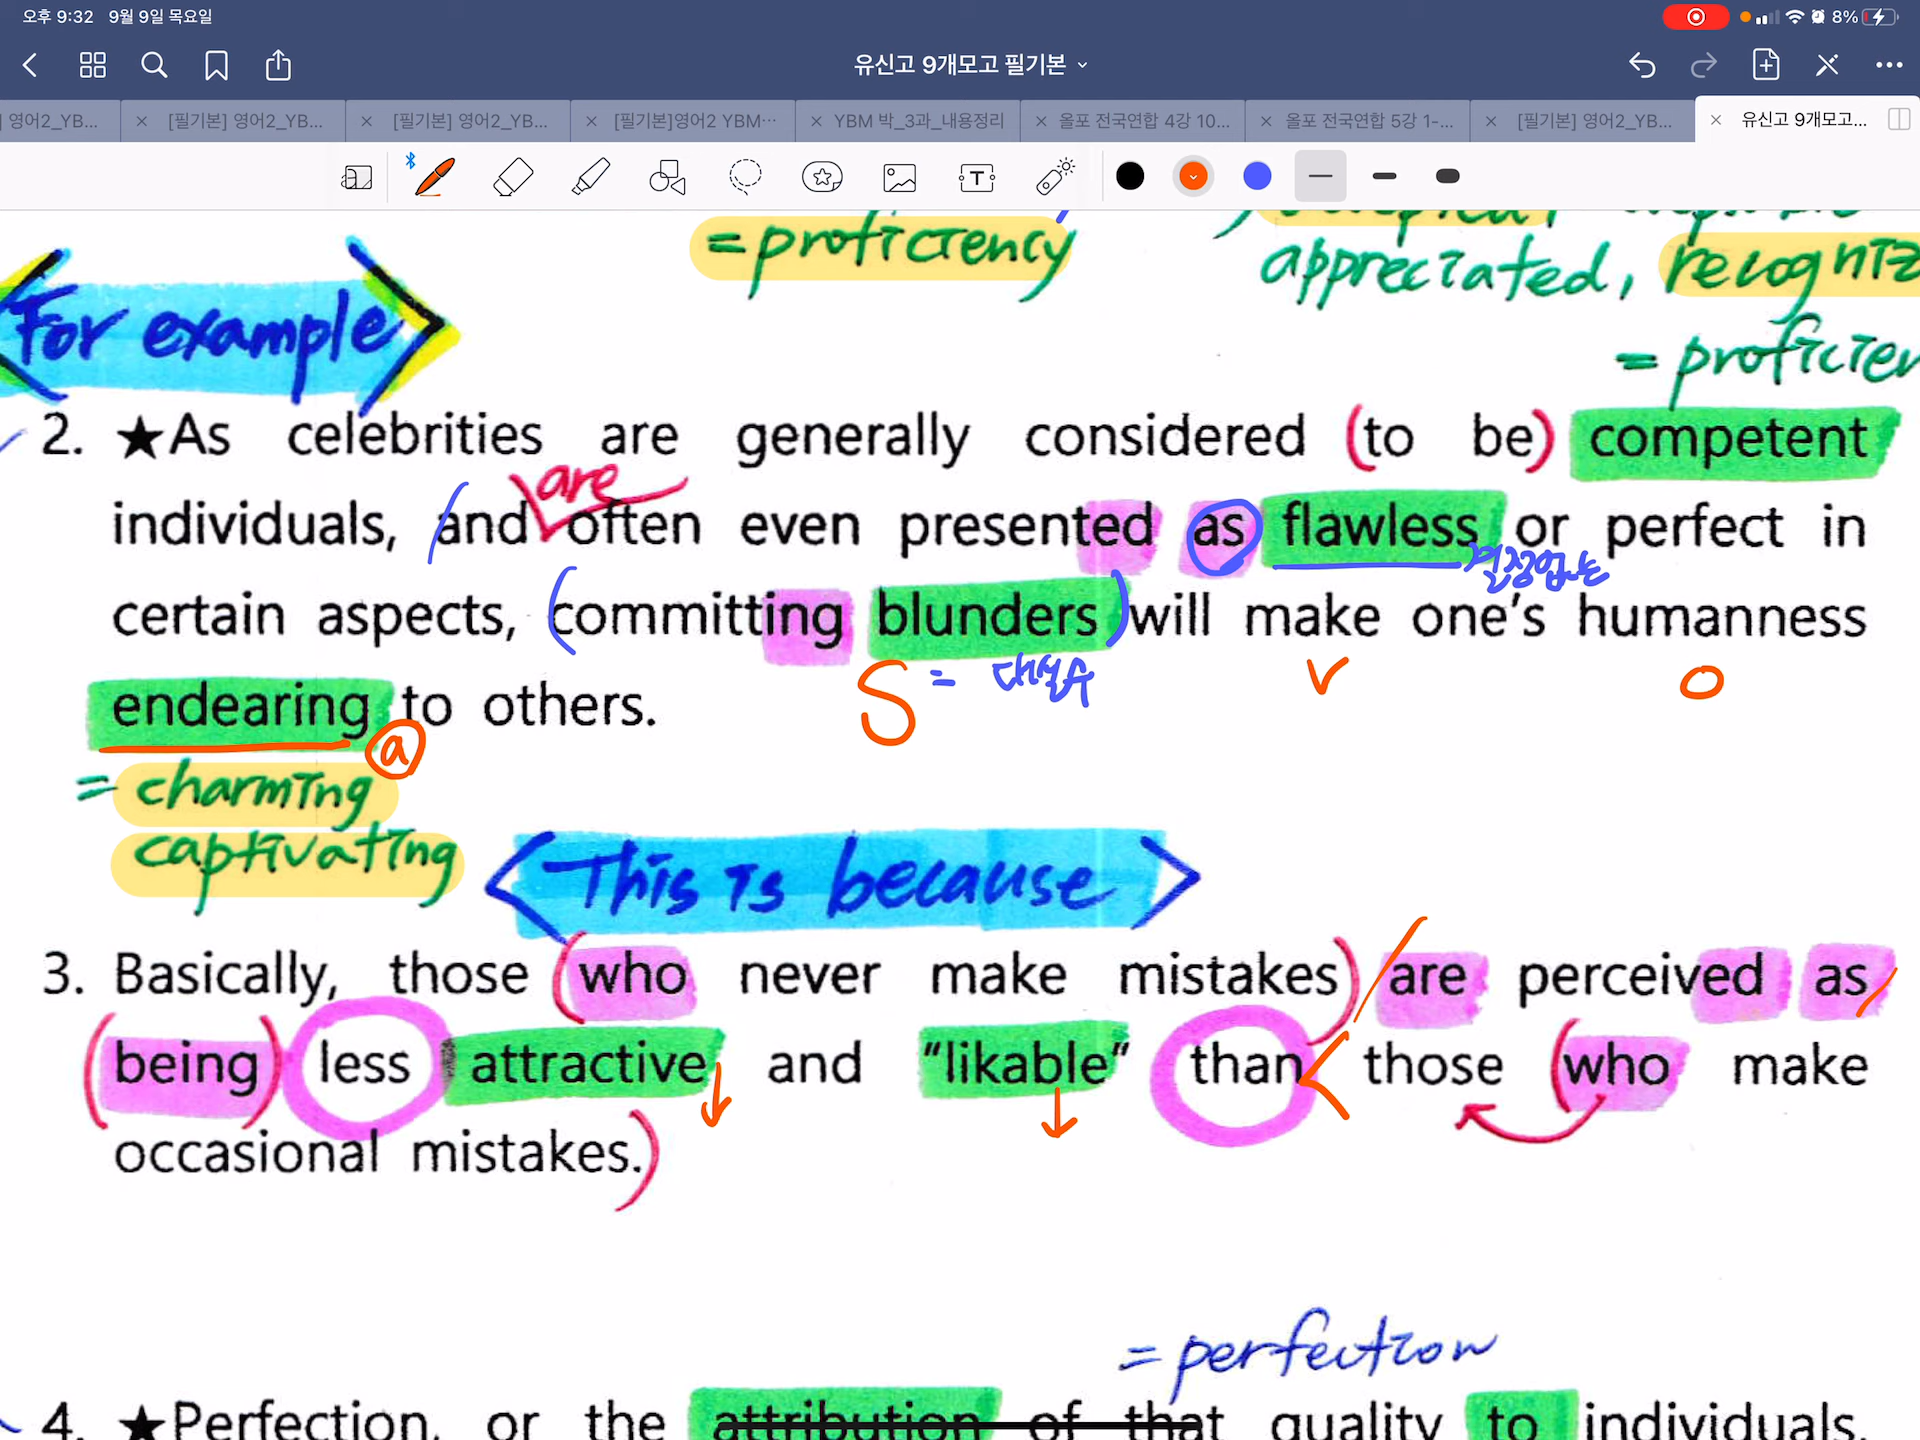 오후 9:32 9월 9일 목요일
8%
유신고 9개모고 필기본
영어2_YB...
[필기본] 영어2_YB...
[필기본] 영어2_YB...
[필기본]영어2 YBM...
YBM 박_3과_내용정리
올포 전국연합 4강 10...
올포 전국연합 5강 1-...
[필기본] 영어2_YB...
유신고 9개모고...
= proficiency
appreciated, recogniz
For example
= proficien
2. ★As celebrities are generally considered (to be) competent
are
individuals, and often even presented as flawless or perfect in
결점없는
certain aspects, (committing blunders) will make one's humanness
S = 대실수 V O
endearing to others.
a
= charming
captivating
<This is because>
3. Basically, those (who never make mistakes) / are perceived as
(being) less attractive and "likable" than < those (who make
occasional mistakes.)
= perfection
4. ★Perfection, or the attribution of that quality to individuals,